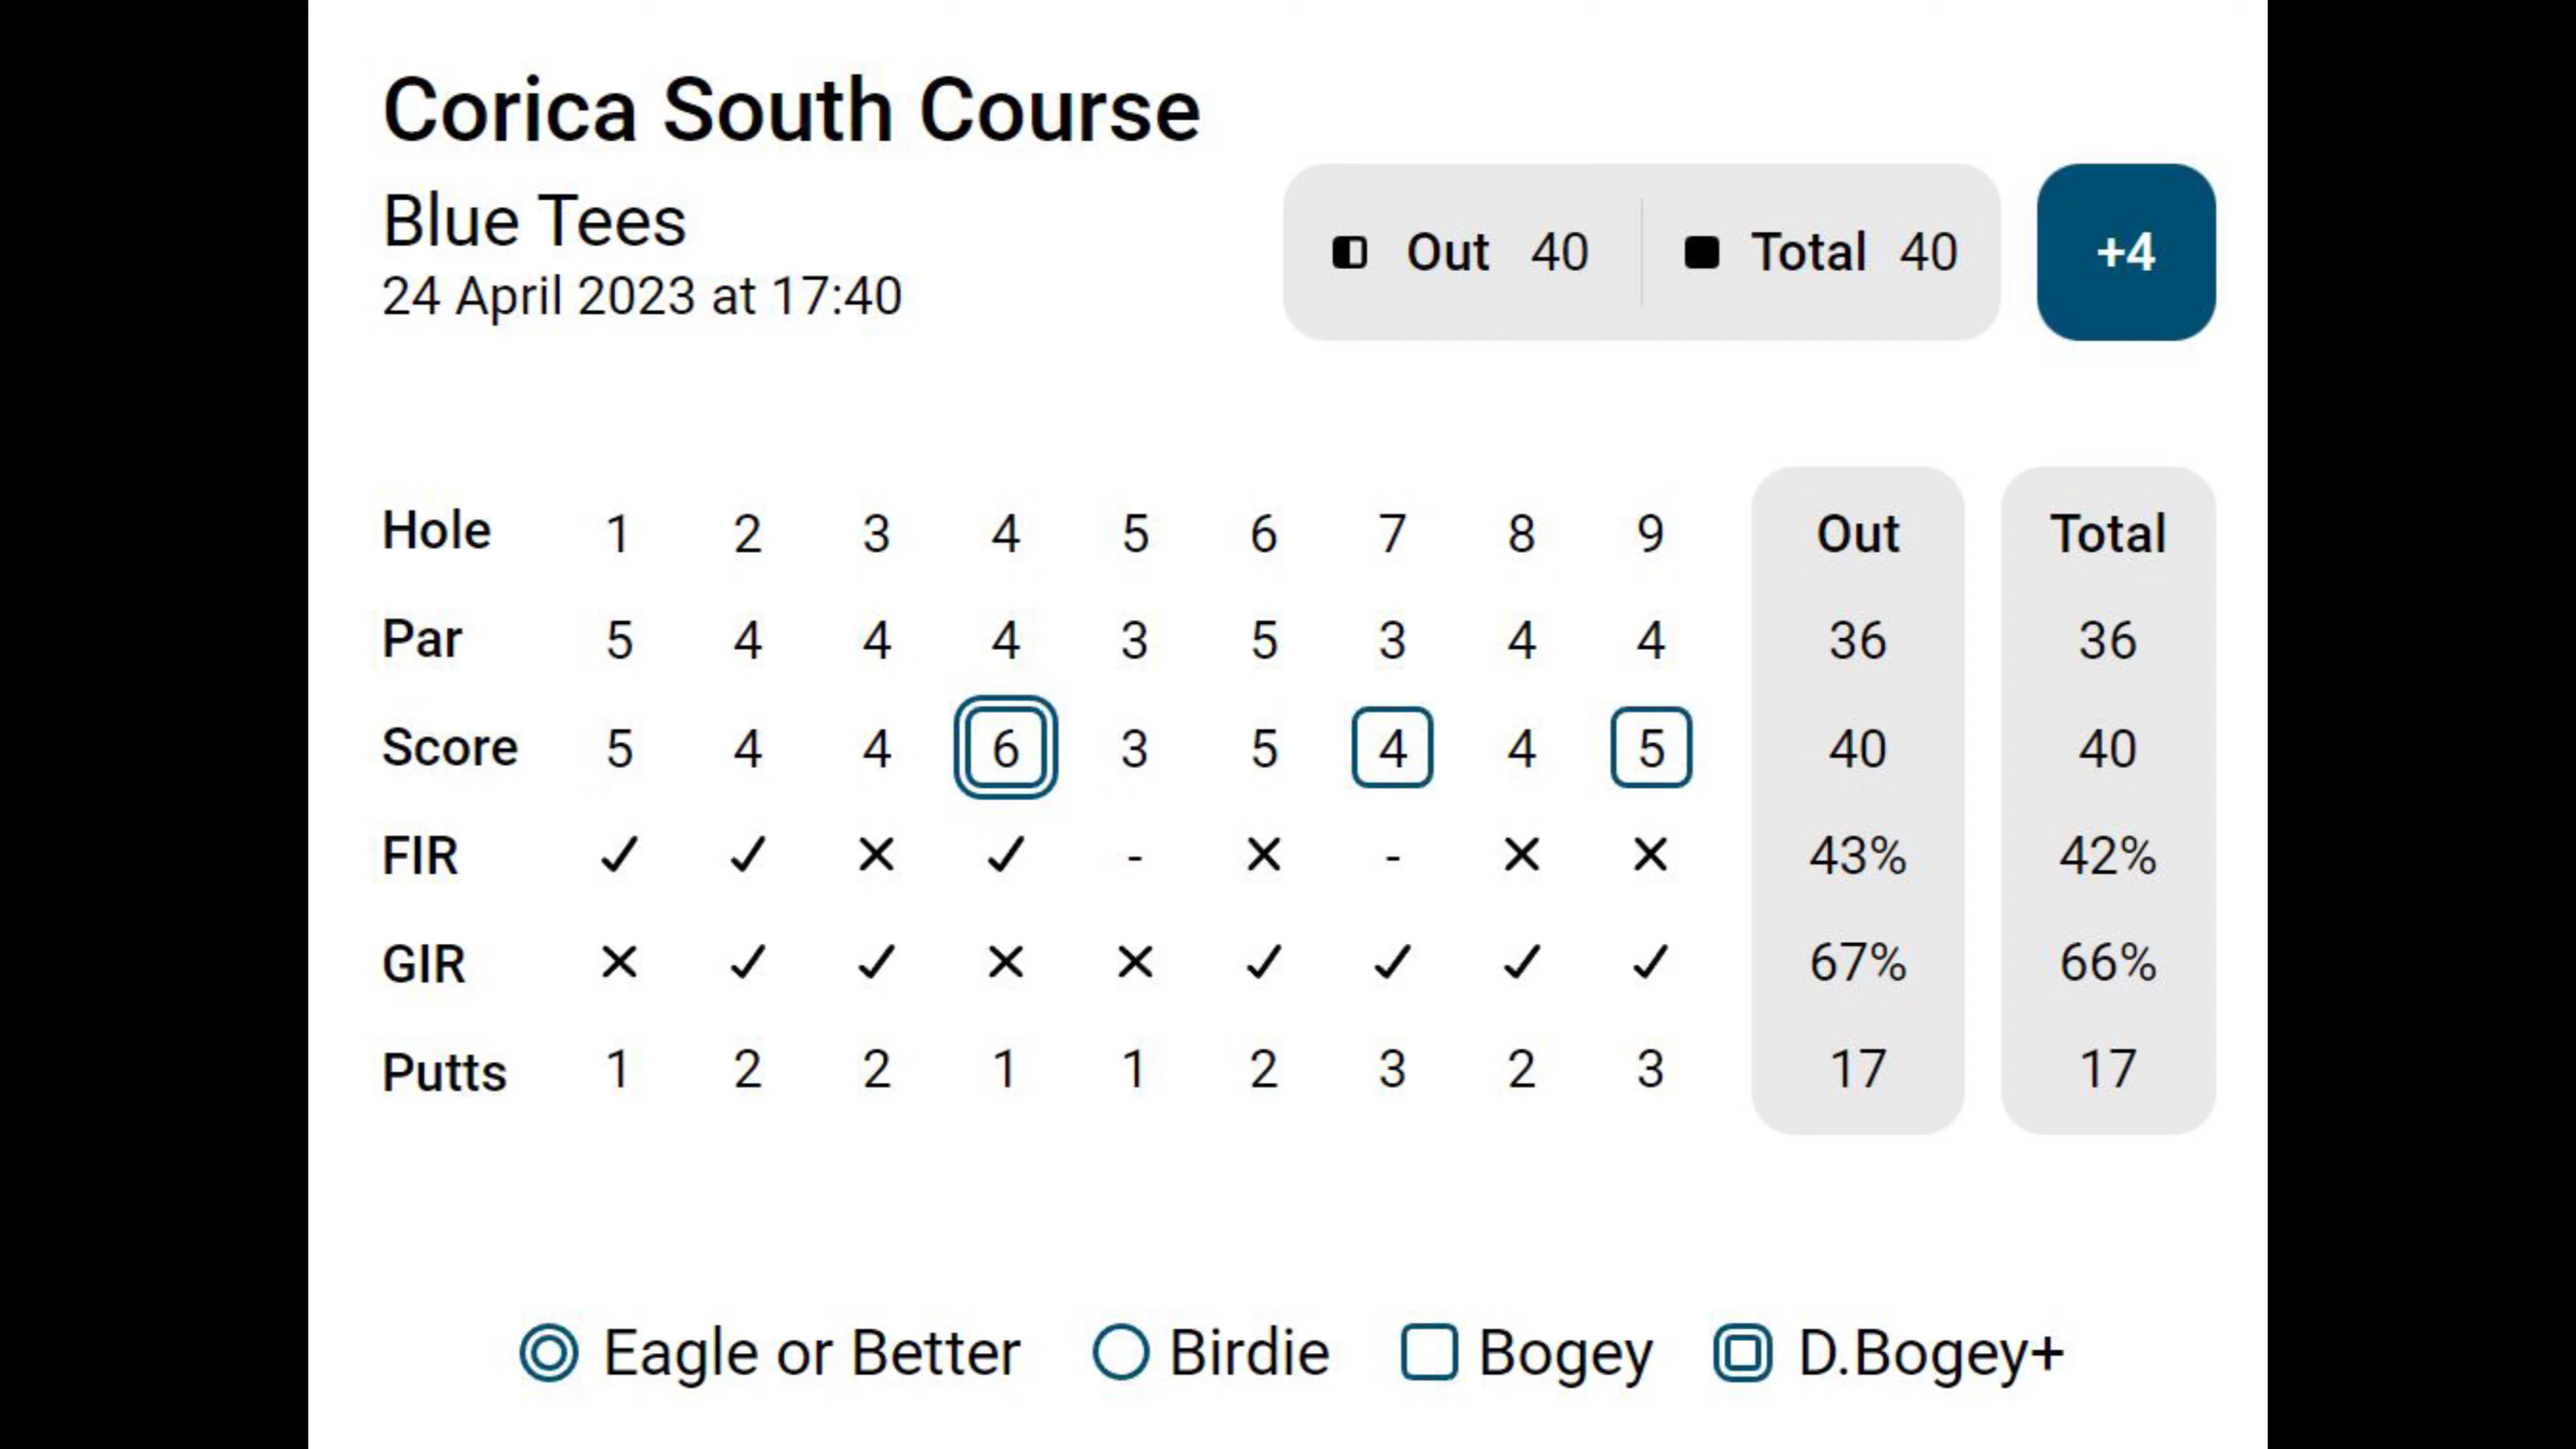 Corica South Course
Blue Tees
24 April 2023 at 17:40
Out 40 Total 40 +4
Hole 1 2 3 4 5 6 7 8 9 Out Total
Par 5 4 4 4 3 5 3 4 4 36 36
Score 5 4 4 6 3 5 4 4 5 40 40
FIR ✓ ✓ ✕ ✓ - ✕ - ✕ ✕ 43% 42%
GIR ✕ ✓ ✓ ✕ ✕ ✓ ✓ ✓ ✓ 67% 66%
Putts 1 2 2 1 1 2 3 2 3 17 17
Eagle or Better Birdie Bogey D.Bogey+